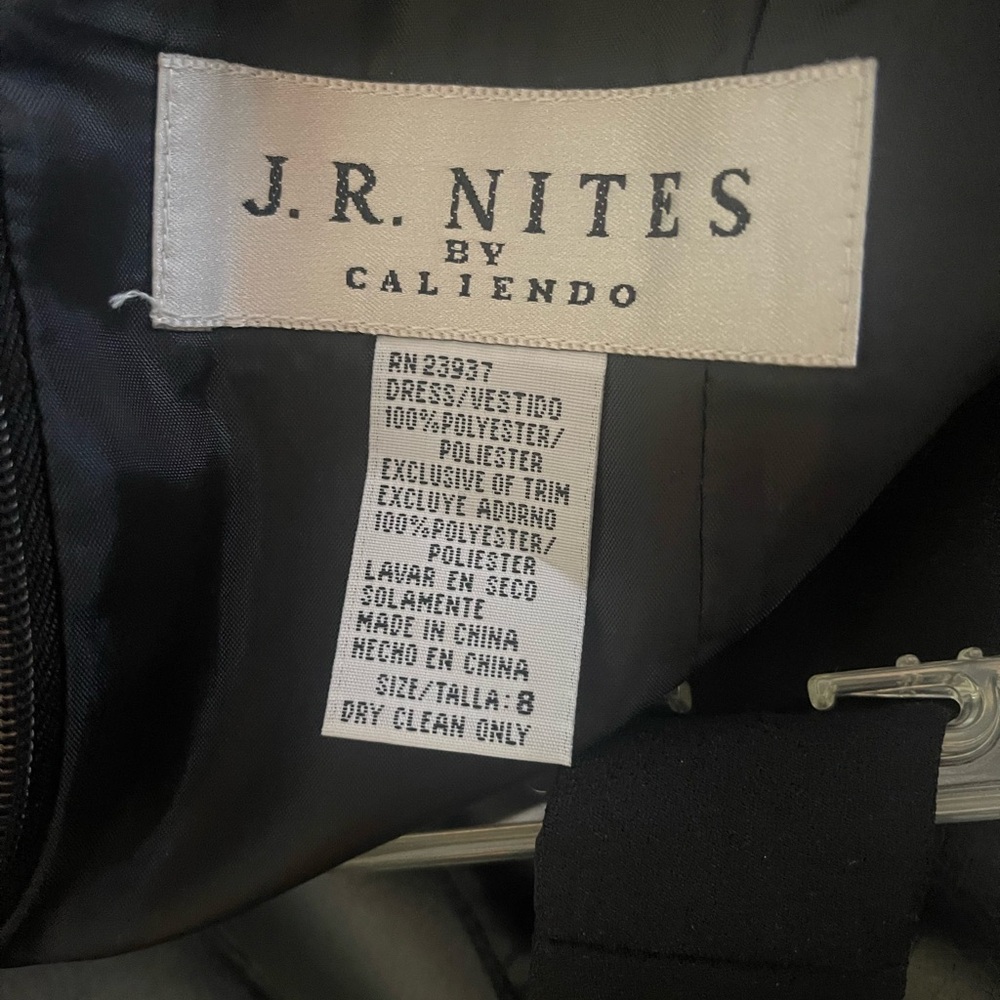 J.R. NITES
BY
CALIENDO
RN 23937
DRESS/VESTIDO
100%POLYESTER/
POLIESTER
EXCLUSIVE OF TRIM
EXCLUYE ADORNO
100%POLYESTER/
POLIESTER
LAVAR EN SECO
SOLAMENTE
MADE IN CHINA
HECHO EN CHINA
SIZE/TALLA: 8
DRY CLEAN ONLY